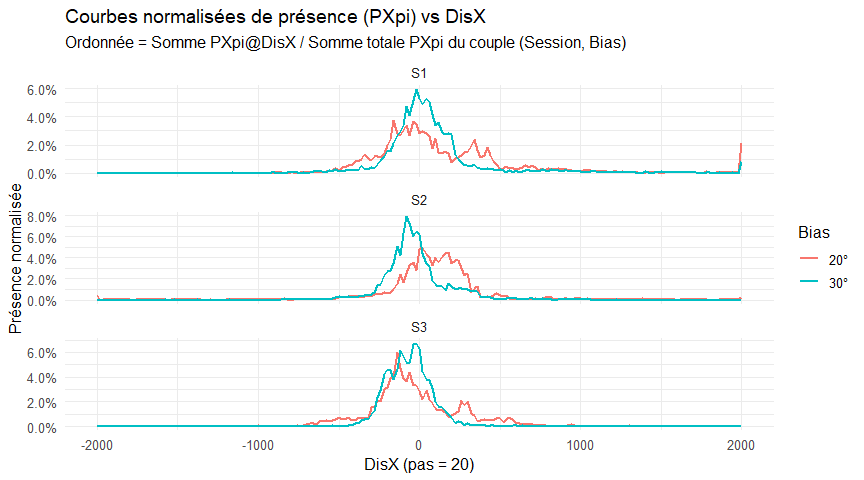 Courbes normalisées de présence (PXpi) vs DisX
Ordonnée = Somme PXpi@DisX / Somme totale PXpi du couple (Session, Bias)
S1
6.0%
4.0%
2.0%
0.0%
S2
8.0%
6.0%
4.0%
2.0%
0.0%
S3
6.0%
4.0%
2.0%
0.0%
Présence normalisée
-2000
-1000
0
1000
2000
DisX (pas = 20)
Bias
20°
30°